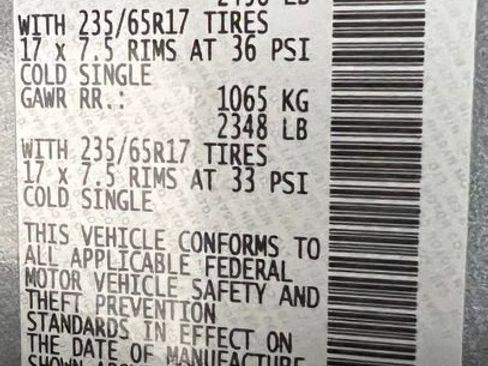 WITH 235/65R17 TIRES
17 x 7.5 RIMS AT 36 PSI
COLD SINGLE
GAWR RR.: 1065 KG
2348 LB
WITH 235/65R17 TIRES
17 x 7.5 RIMS AT 33 PSI
COLD SINGLE
THIS VEHICLE CONFORMS TO
ALL APPLICABLE FEDERAL
MOTOR VEHICLE SAFETY AND
THEFT PREVENTION
STANDARDS IN EFFECT ON
THE DATE OF MANUFACTURE